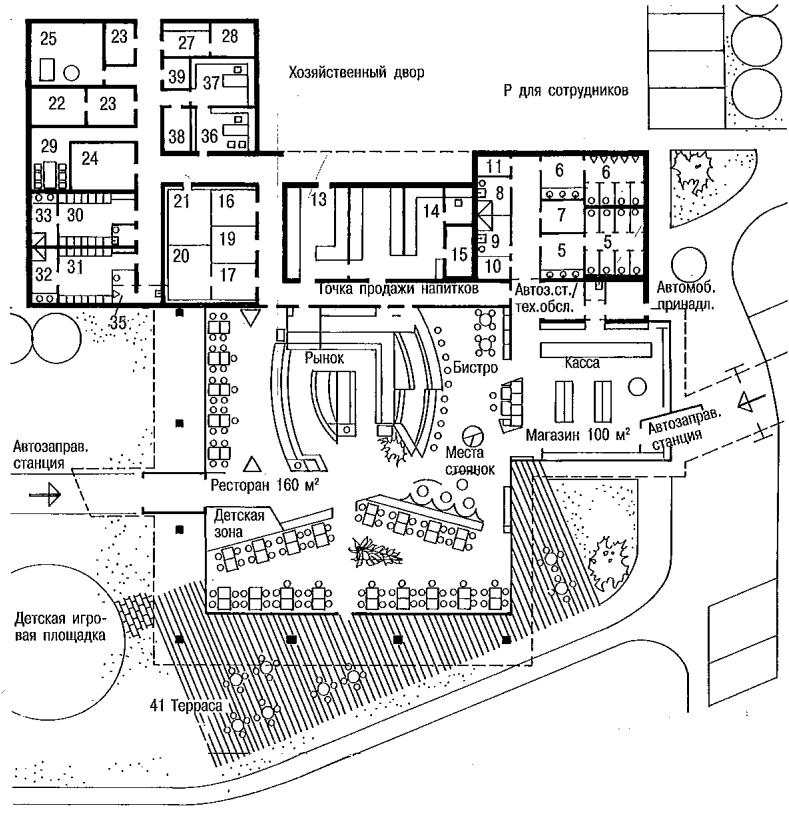 25
23
27
28
Хозяйственный двор
39
37
P для сотрудников
22
23
38
36
29
24
11
6
6
21
16
13
14
8
33
30
7
19
20
15
9
5
5
32
31
17
10
35
Точка продажи напитков
Автоз.ст./
тех.обсл.
Автомоб.
принадл.
Рынок
Бистро
Касса
Магазин 100 м²
Автозаправ.
станция
Автозаправ.
станция
Места
стоянок
Ресторан 160 м²
Детская
зона
Детская игро-
вая площадка
41 Терраса